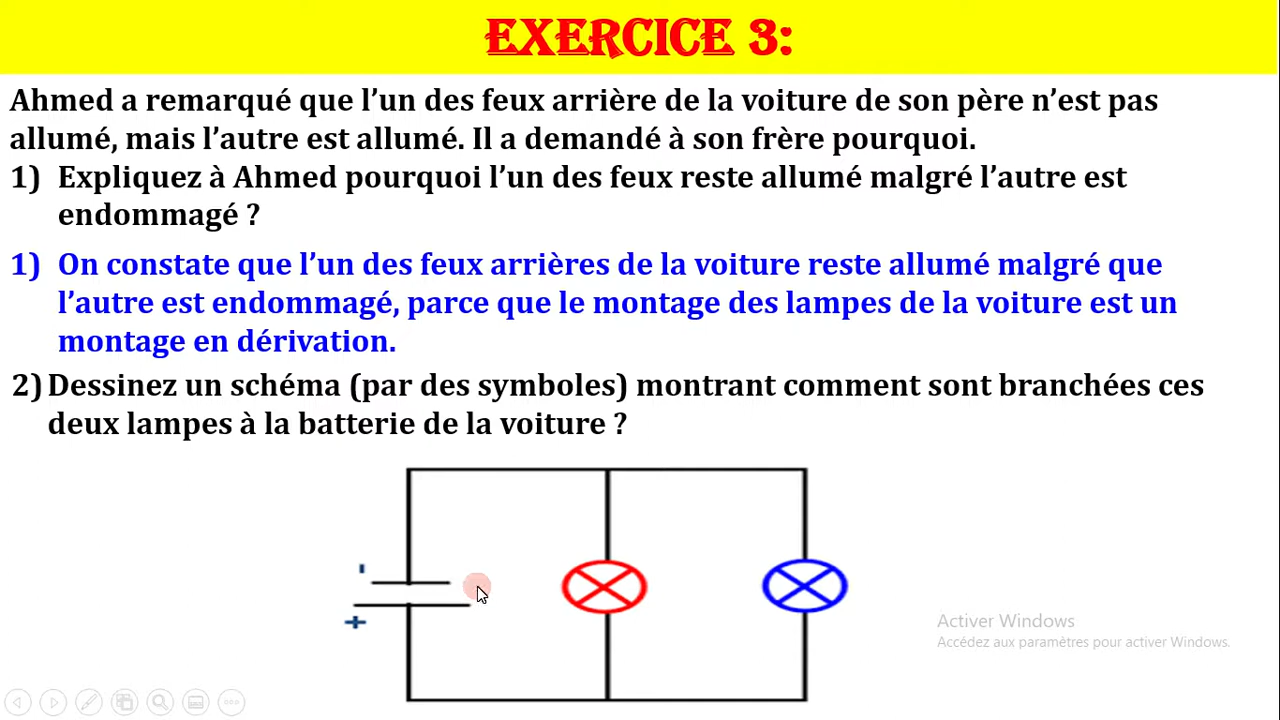 EXERCICE 3:
Ahmed a remarqué que l’un des feux arrière de la voiture de son père n’est pas
allumé, mais l’autre est allumé. Il a demandé à son frère pourquoi.
1) Expliquez à Ahmed pourquoi l’un des feux reste allumé malgré l’autre est
endommagé ?
1) On constate que l’un des feux arrières de la voiture reste allumé malgré que
l’autre est endommagé, parce que le montage des lampes de la voiture est un
montage en dérivation.
2) Dessinez un schéma (par des symboles) montrant comment sont branchées ces
deux lampes à la batterie de la voiture ?
-
+
Activer Windows
Accédez aux paramètres pour activer Windows.